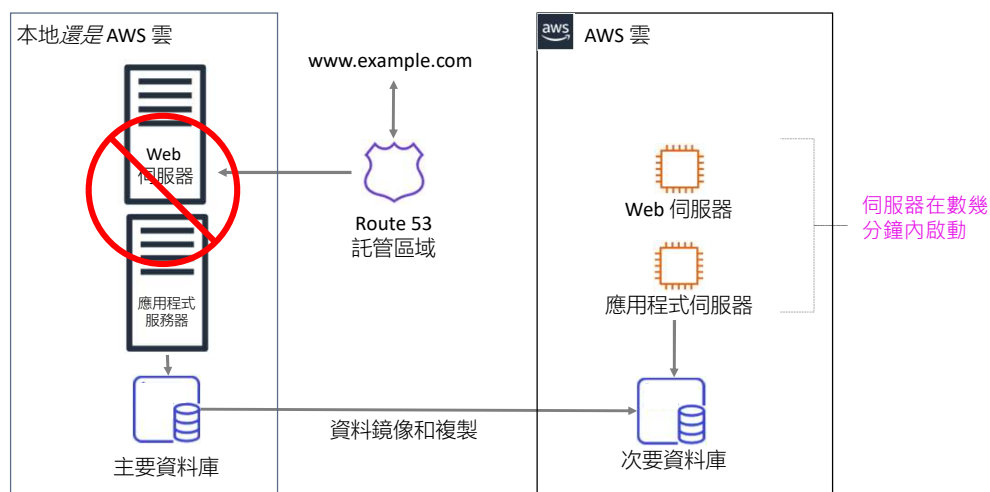 本地還是 AWS 雲
Web
伺服器
應用程式
服務器
主要資料庫
www.example.com
Route 53
託管區域
資料鏡像和複製
aws
AWS 雲
Web 伺服器
應用程式伺服器
次要資料庫
伺服器在數幾
分鐘內啟動